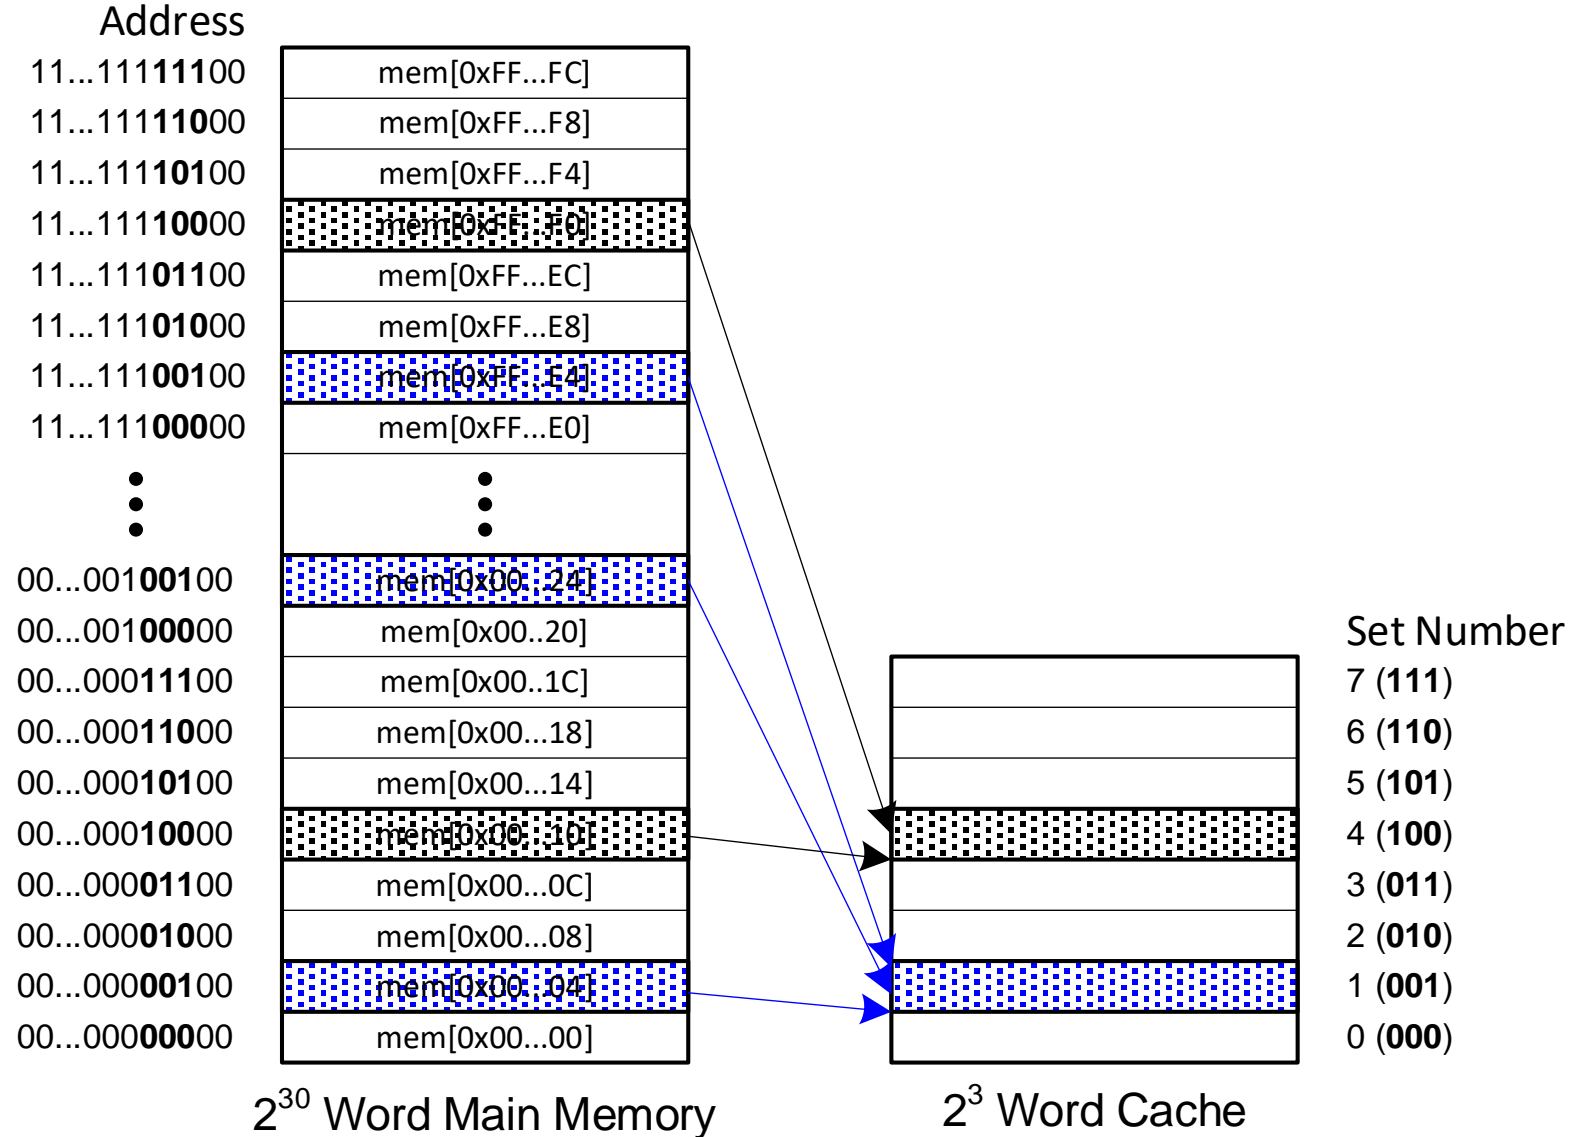 Address
11...11111100 mem[0xFF...FC]
11...11111000 mem[0xFF...F8]
11...11110100 mem[0xFF...F4]
11...11110000 mem[0xFF...F0]
11...11101100 mem[0xFF...EC]
11...11101000 mem[0xFF...E8]
11...11100100 mem[0xFF...E4]
11...11100000 mem[0xFF...E0]
00...00100100 mem[0x00...24]
00...00100000 mem[0x00..20] Set Number
00...00011100 mem[0x00..1C] 7 (111)
00...00011000 mem[0x00...18] 6 (110)
00...00010100 mem[0x00...14] 5 (101)
00...00010000 mem[0x00...10] 4 (100)
00...00001100 mem[0x00...0C] 3 (011)
00...00001000 mem[0x00...08] 2 (010)
00...00000100 mem[0x00...04] 1 (001)
00...00000000 mem[0x00...00] 0 (000)
2^30 Word Main Memory 2^3 Word Cache